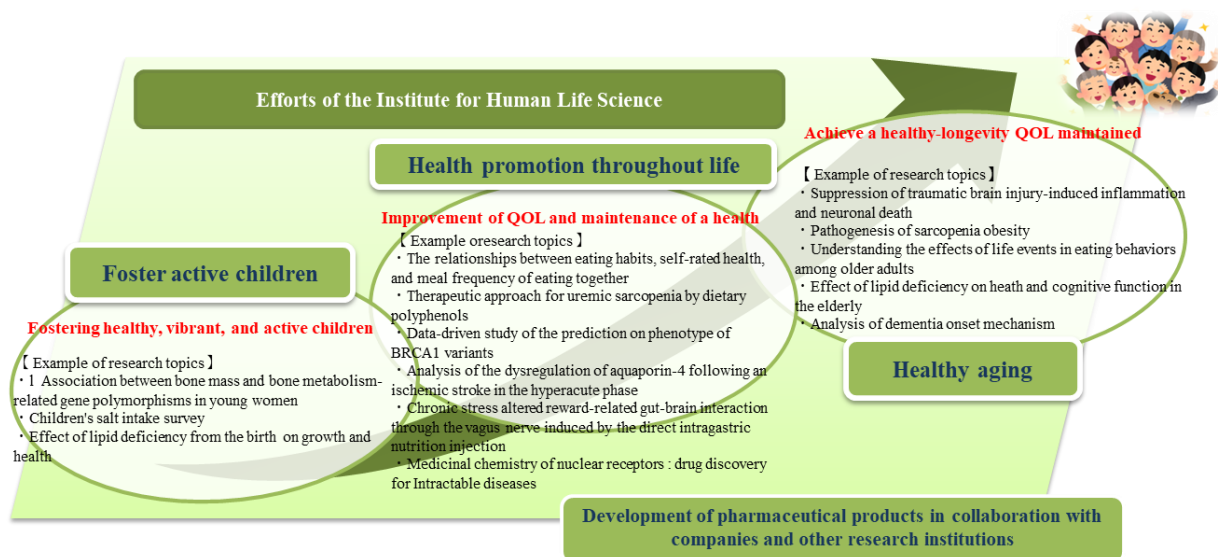 Efforts of the Institute for Human Life Science
Foster active children
Fostering healthy, vibrant, and active children
【 Example of research topics 】
・1 Association between bone mass and bone metabolism-
related gene polymorphisms in young women
・Children's salt intake survey
・Effect of lipid deficiency from the birth on growth and
health
Health promotion throughout life
Improvement of QOL and maintenance of a health
【 Example oresearch topics 】
・The relationships between eating habits, self-rated health,
and meal frequency of eating together
・Therapeutic approach for uremic sarcopenia by dietary
polyphenols
・Data-driven study of the prediction on phenotype of
BRCA1 variants
・Analysis of the dysregulation of aquaporin-4 following an
ischemic stroke in the hyperacute phase
・Chronic stress altered reward-related gut-brain interaction
through the vagus nerve induced by the direct intragastric
nutrition injection
・Medicinal chemistry of nuclear receptors : drug discovery
for Intractable diseases
Achieve a healthy-longevity QOL maintained
【 Example of research topics 】
・Suppression of traumatic brain injury-induced inflammation
and neuronal death
・Pathogenesis of sarcopenia obesity
・Understanding the effects of life events in eating behaviors
among older adults
・Effect of lipid deficiency on heath and cognitive function in
the elderly
・Analysis of dementia onset mechanism
Healthy aging
Development of pharmaceutical products in collaboration with
companies and other research institutions